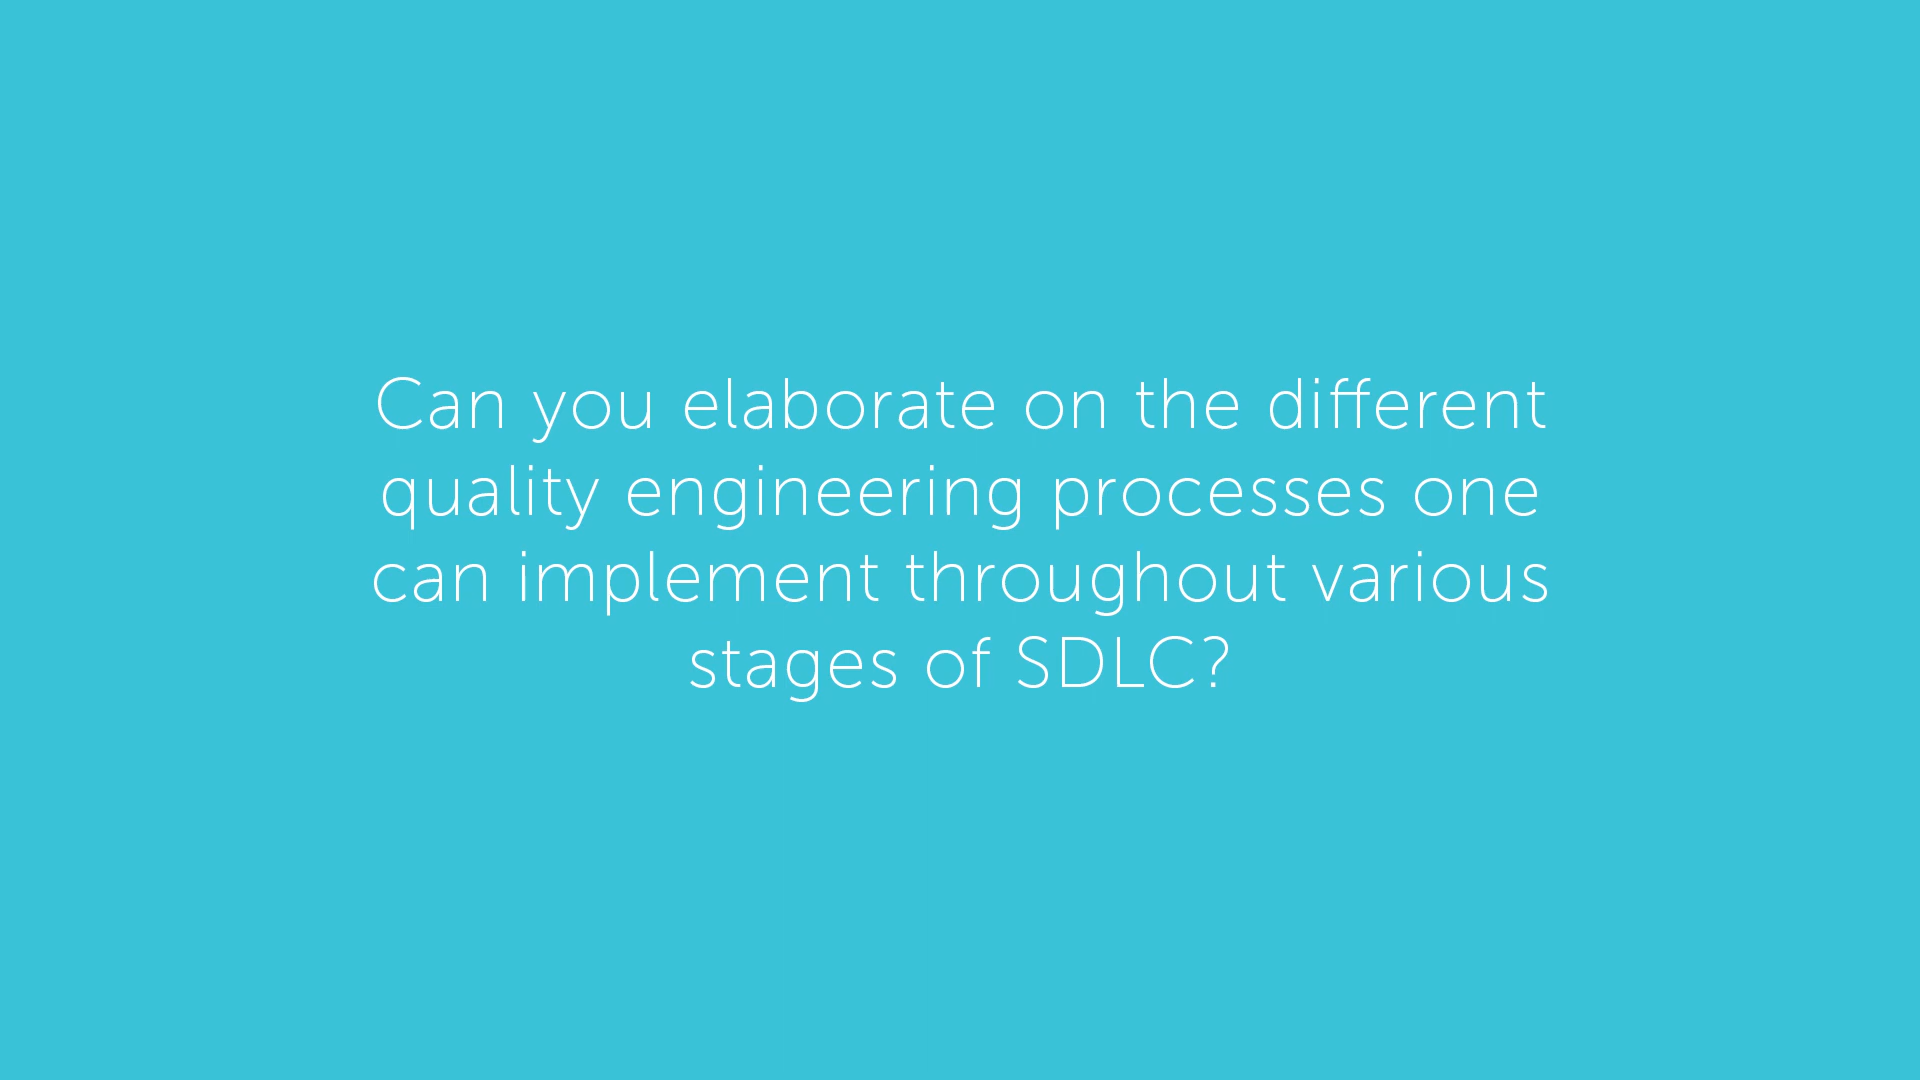 Can you elaborate on the different
quality engineering processes one
can implement throughout various
stages of SDLC?